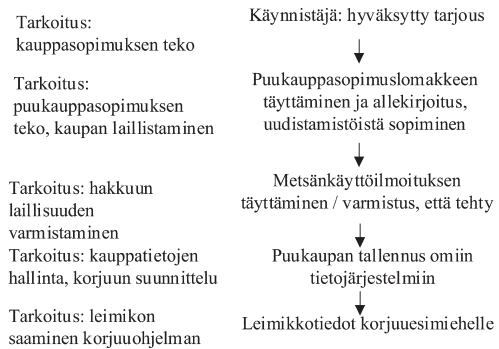 Tarkoitus:
kauppasopimuksen teko
Käynnistäjä: hyväksytty tarjous
Tarkoitus:
puukauppasopimuksen
teko, kaupan laillistaminen
Puukauppasopimuslomakkeen
täyttäminen ja allekirjoitus,
uudistamistöistä sopiminen
Tarkoitus: hakkuun
laillisuuden
varmistaminen
Metsänkäyttöilmoituksen
täyttäminen / varmistus, että tehty
Tarkoitus: kauppatietojen
hallinta, korjuun suunnittelu
Puukaupan tallennus omiin
tietojärjestelmiin
Tarkoitus: leimikon
saaminen korjuuohjelman
Leimikkotiedot korjuuesimiehelle